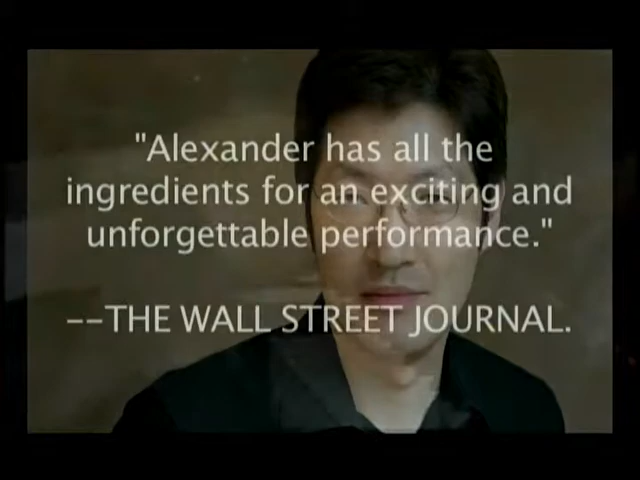 "Alexander has all the
ingredients for an exciting and
unforgettable performance."
--THE WALL STREET JOURNAL.